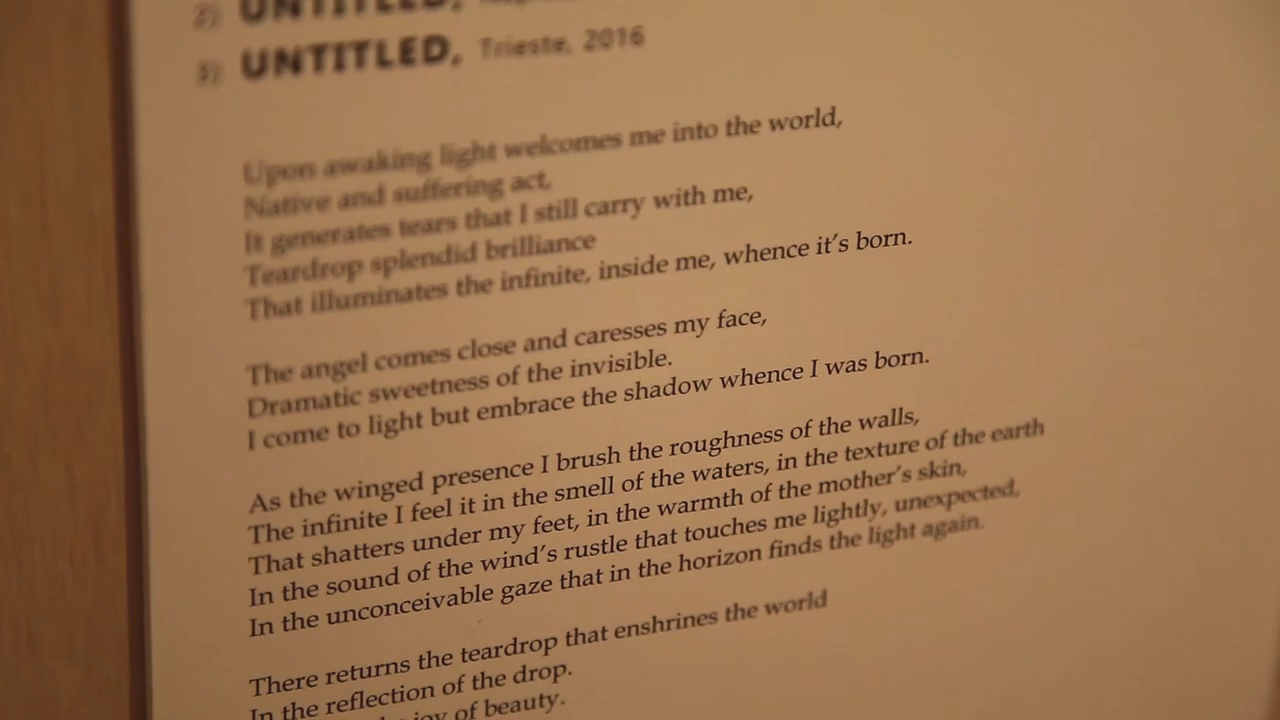 2) UNTITLED,
3) UNTITLED, Trieste, 2016
Upon awaking light welcomes me into the world,
Native and suffering act,
It generates tears that I still carry with me,
Teardrop splendid brilliance
That illuminates the infinite, inside me, whence it's born.
The angel comes close and caresses my face,
Dramatic sweetness of the invisible.
I come to light but embrace the shadow whence I was born.
As the winged presence I brush the roughness of the walls,
The infinite I feel it in the smell of the waters, in the texture of the earth
That shatters under my feet, in the warmth of the mother's skin,
In the sound of the wind's rustle that touches me lightly, unexpected,
In the unconceivable gaze that in the horizon finds the light again.
There returns the teardrop that enshrines the world
In the reflection of the drop.
joy of beauty.